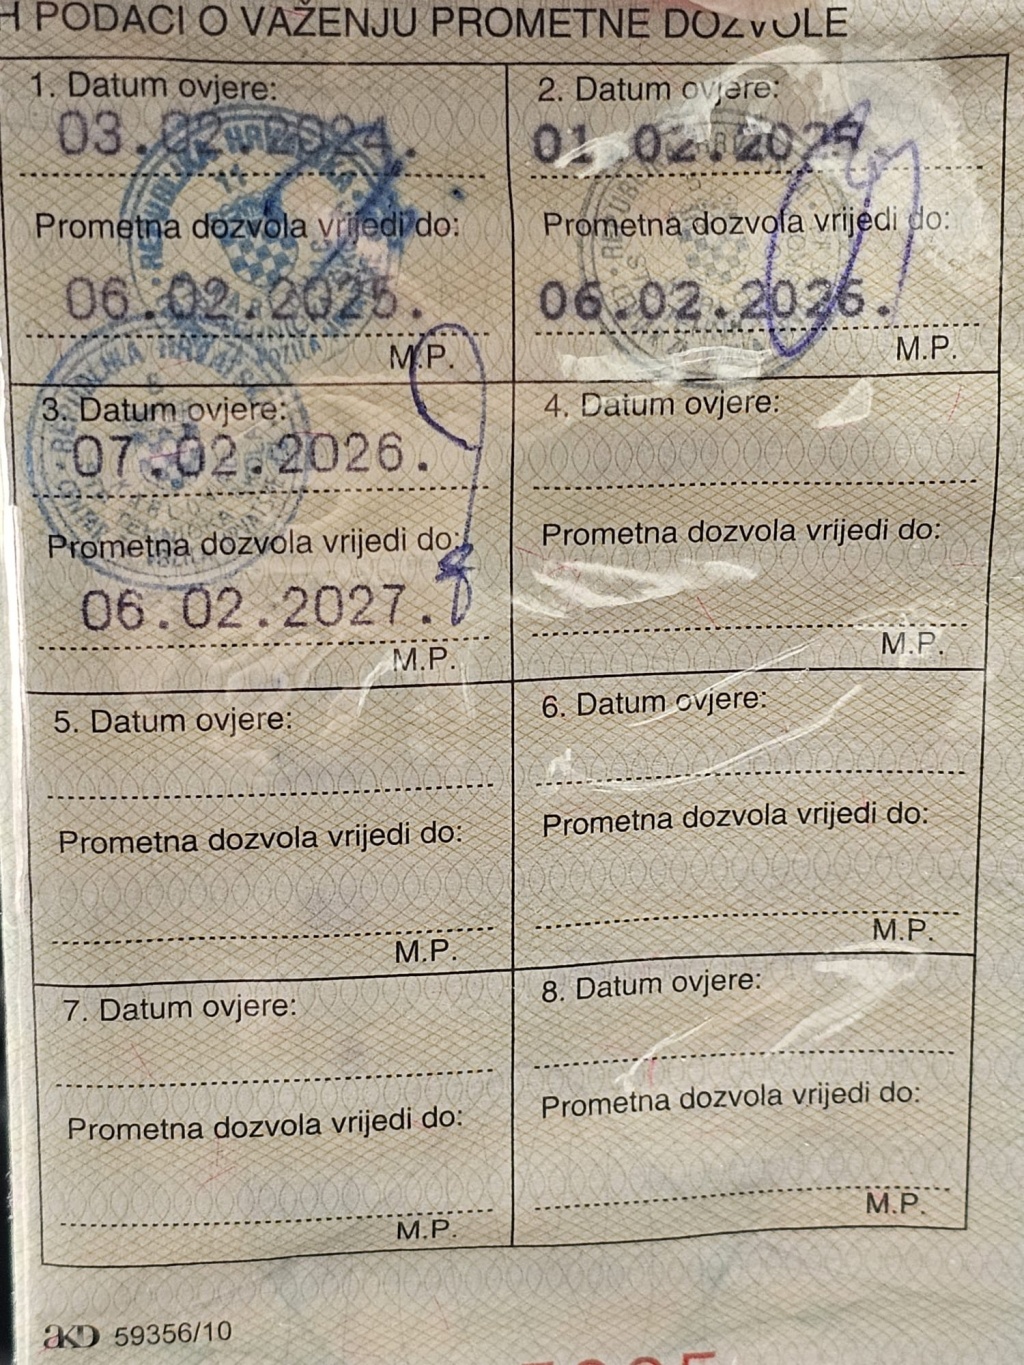 H PODACI O VAŽENJU PROMETNE DOZVOLE
1. Datum ovjere:
03.02.2024.
Prometna dozvola vrijedi do:
06.02.2025.
M.P.
2. Datum ovjere:
01.02.2025.
Prometna dozvola vrijedi do:
06.02.2026.
M.P.
3. Datum ovjere:
07.02.2026.
Prometna dozvola vrijedi do:
06.02.2027.
M.P.
4. Datum ovjere:
Prometna dozvola vrijedi do:
M.P.
5. Datum ovjere:
Prometna dozvola vrijedi do:
M.P.
6. Datum ovjere:
Prometna dozvola vrijedi do:
M.P.
7. Datum ovjere:
Prometna dozvola vrijedi do:
M.P.
8. Datum ovjere:
Prometna dozvola vrijedi do:
M.P.
AKD 59356/10